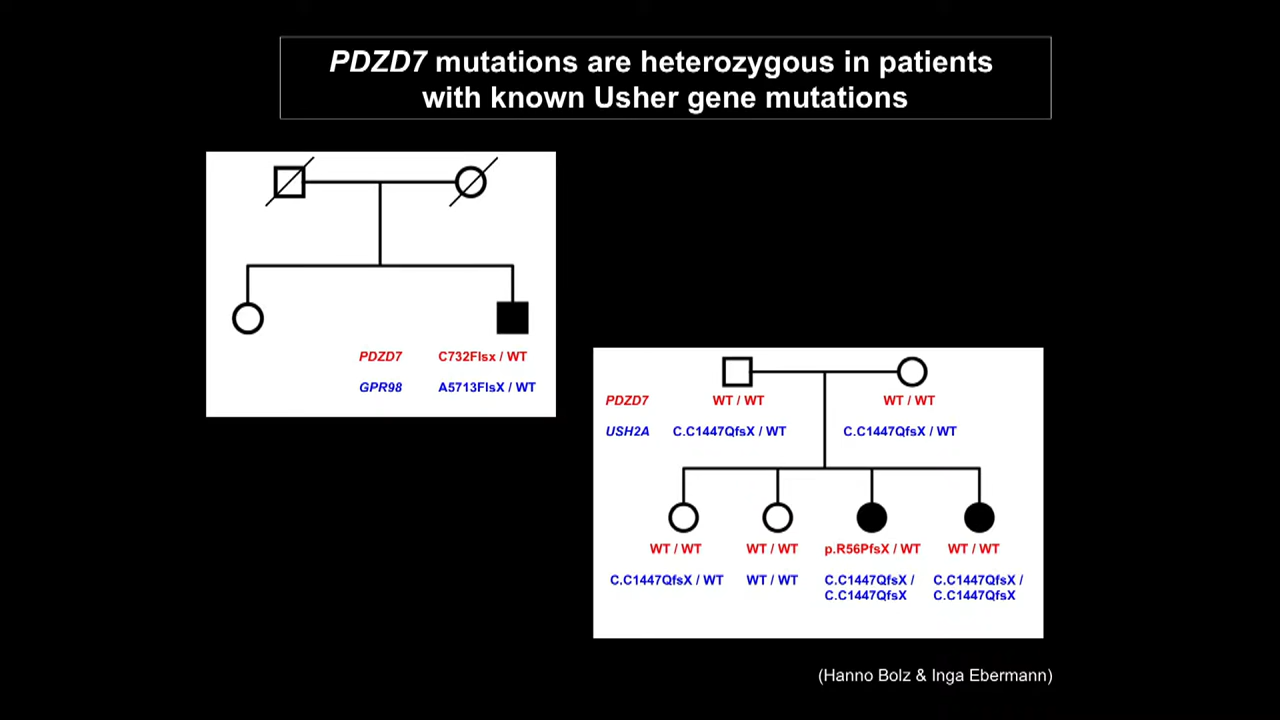 PDZD7 mutations are heterozygous in patients
with known Usher gene mutations
PDZD7 C732Flsx / WT
GPR98 A5713FlsX / WT
PDZD7 WT / WT WT / WT
USH2A C.C1447QfsX / WT C.C1447QfsX / WT
WT / WT WT / WT p.R56PfsX / WT WT / WT
C.C1447QfsX / WT WT / WT C.C1447QfsX / C.C1447QfsX /
C.C1447QfsX C.C1447QfsX
(Hanno Bolz & Inga Ebermann)